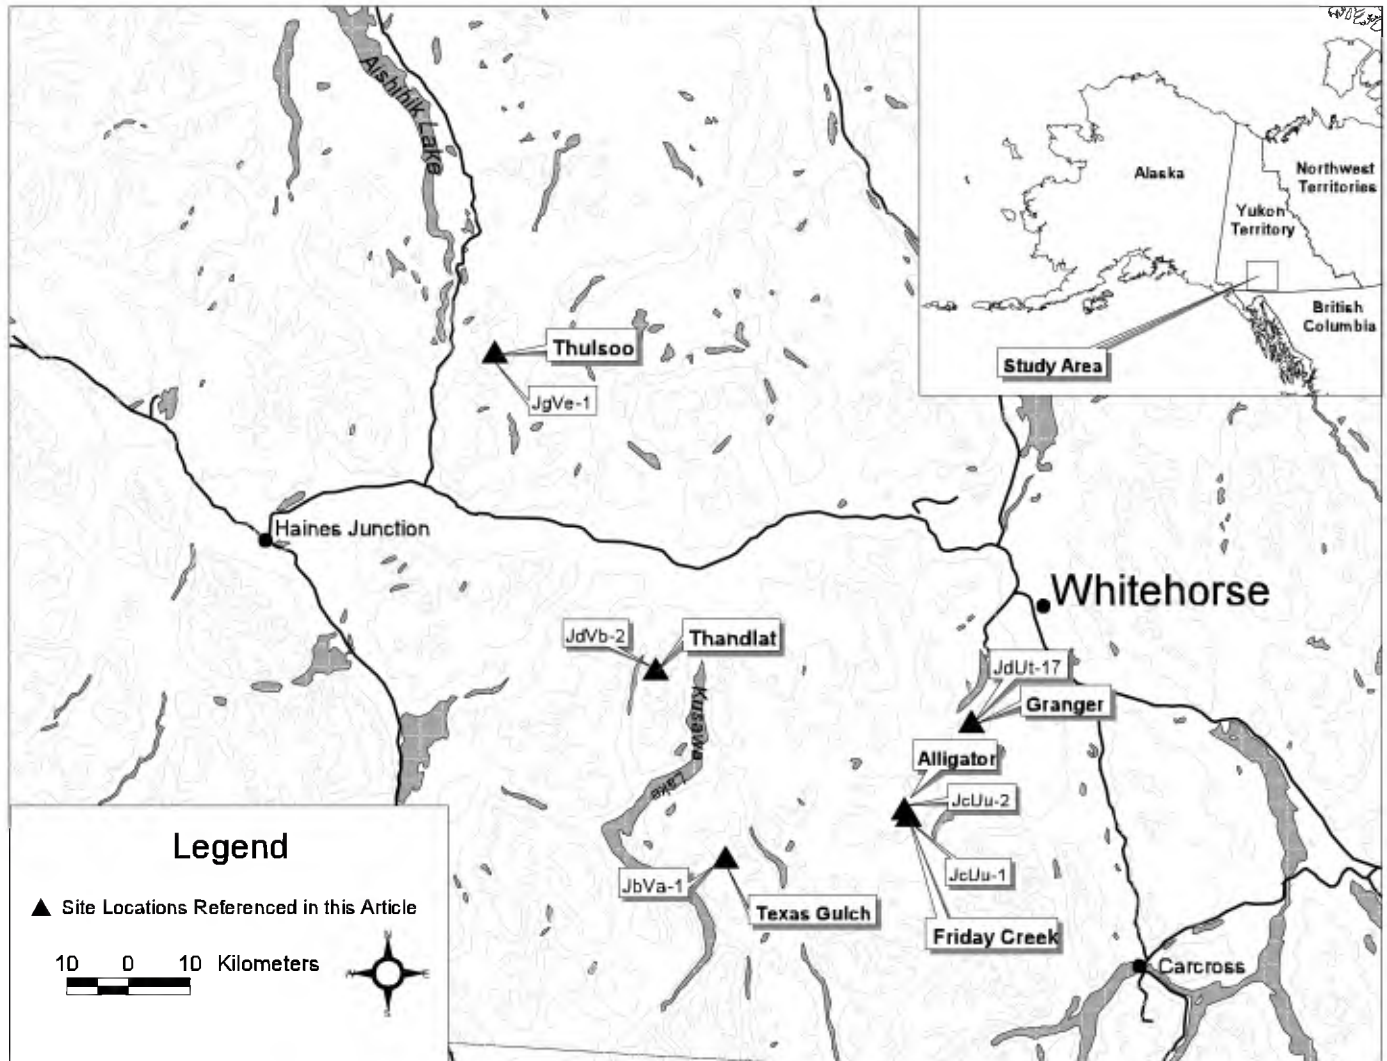 Aishihik Lake
Alaska
Northwest
Territories
Yukon
Territory
British
Columbia
Study Area
Thulsoo
JgVe-1
Haines Junction
Whitehorse
JdVb-2
Thandlat
JdUt-17
Granger
Kusawa
Lake
Alligator
JcUu-2
JcUu-1
JbVa-1
Texas Gulch
Friday Creek
Carcross
Legend
Site Locations Referenced in this Article
10 0 10 Kilometers
N
W E
S